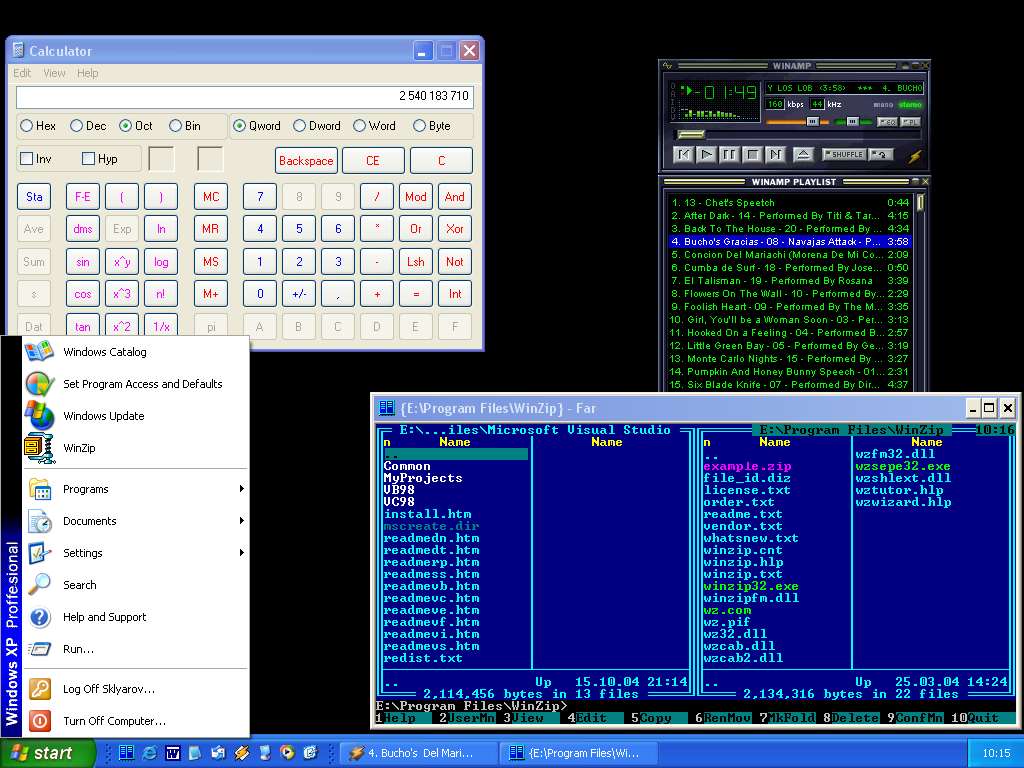 Calculator
Edit View Help
2 540 183 710
Hex Dec Oct Bin Qword Dword Word Byte
Inv Hyp Backspace CE C
Sta F-E ( ) MC 7 8 9 / Mod And
Ave dms Exp ln MR 4 5 6 * Or Xor
Sum sin x^y log MS 1 2 3 - Lsh Not
s cos x^3 n! M+ 0 +/- , + = Int
Dat tan x^2 1/x pi A B C D E F
WINAMP
-01:49
Y LOS LOB <3:58> *** 4. BUCHO
160 kbps 44 kHz mono stereo
EQ PL
SHUFFLE
WINAMP PLAYLIST
1. 13 - Chet's Speetch 0:44
2. After Dark - 14 - Performed By Titi & Tar... 4:15
3. Back To The House - 20 - Performed By ... 4:34
4. Bucho's Gracias - 08 - Navajas Attack - P... 3:58
5. Concion Del Mariachi (Morena De Mi Co... 2:09
6. Cumba de Surf - 18 - Performed By Jose... 0:50
7. El Talisman - 19 - Performed By Rosana 3:39
8. Flowers On The Wall - 10 - Performed By... 2:29
9. Foolish Heart - 09 - Performed By The M... 3:35
10. Girl, You'll be a Woman Soon - 03 - Per... 3:13
11. Hooked On a Feeling - 04 - Performed B... 2:57
12. Little Green Bay - 05 - Performed By Ge... 3:19
13. Monte Carlo Nights - 15 - Performed By ... 3:27
14. Pumpkin And Honey Bunny Speech - 01... 2:31
15. Six Blade Knife - 07 - Performed By Dir... 4:37
Windows Catalog
Set Program Access and Defaults
Windows Update
WinZip
Programs
Documents
Settings
Search
Help and Support
Run...
Log Off Sklyarov...
Turn Off Computer...
Windows XP Proffesional
{E:\Program Files\WinZip} - Far
E:\...iles\Microsoft Visual Studio
n Name Name
..
Common
MyProjects
VB98
VC98
install.htm
mscreate.dir
readmedn.htm
readmedt.htm
readmerp.htm
readmess.htm
readmevb.htm
readmevc.htm
readmeve.htm
readmevf.htm
readmevi.htm
readmevs.htm
redist.txt
.. Up 15.10.04 21:14
2,114,456 bytes in 13 files
E:\Program Files\WinZip 10:16
n Name Name
..
example.zip
file_id.diz
license.txt
order.txt
readme.txt
vendor.txt
whatsnew.txt
winzip.cnt
winzip.hlp
winzip.txt
winzip32.exe
winzipfm.dll
wz.com
wz.pif
wz32.dll
wzcab.dll
wzcab2.dll
wzfm32.dll
wzsepe32.exe
wzshlext.dll
wztutor.hlp
wzwizard.hlp
.. Up 25.03.04 14:24
2,134,316 bytes in 22 files
E:\Program Files\WinZip>
1Help 2UserMn 3View 4Edit 5Copy 6RenMov 7MkFold 8Delete 9ConfMn 10Quit
start 4. Bucho's Del Mari... {E:\Program Files\Wi... 10:15